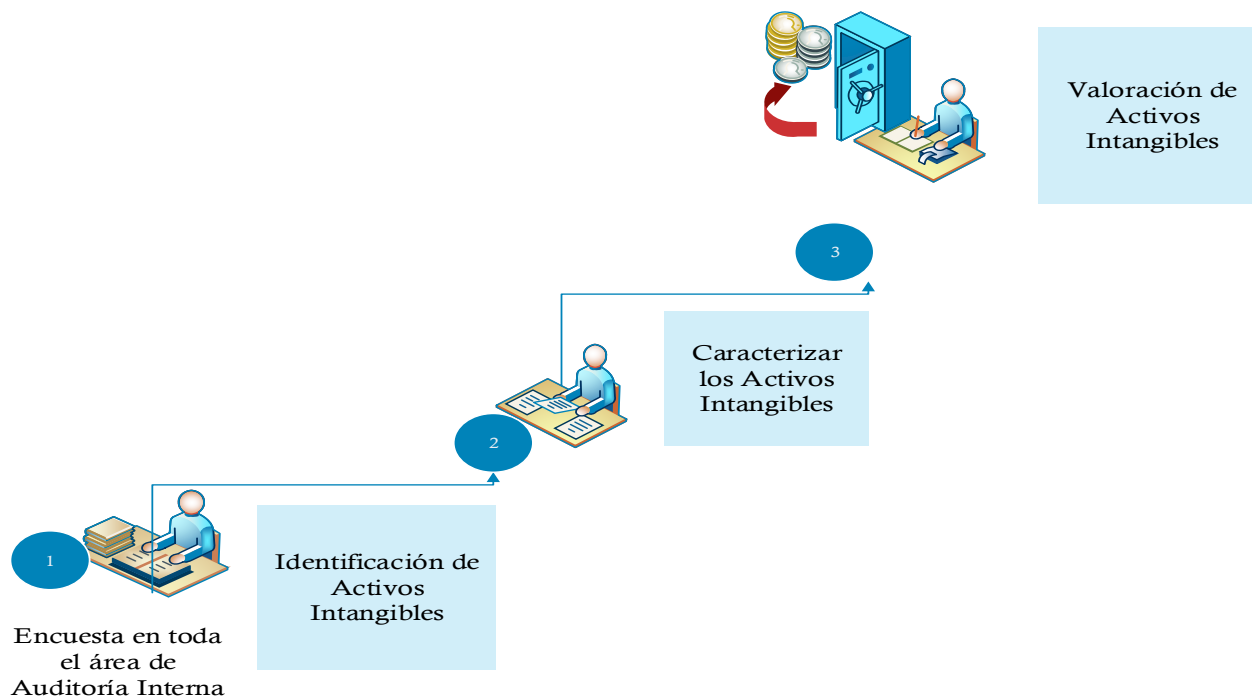 1
Encuesta en toda
el área de
Auditoría Interna
Identificación de
Activos
Intangibles
2
Caracterizar
los Activos
Intangibles
3
Valoración de
Activos
Intangibles